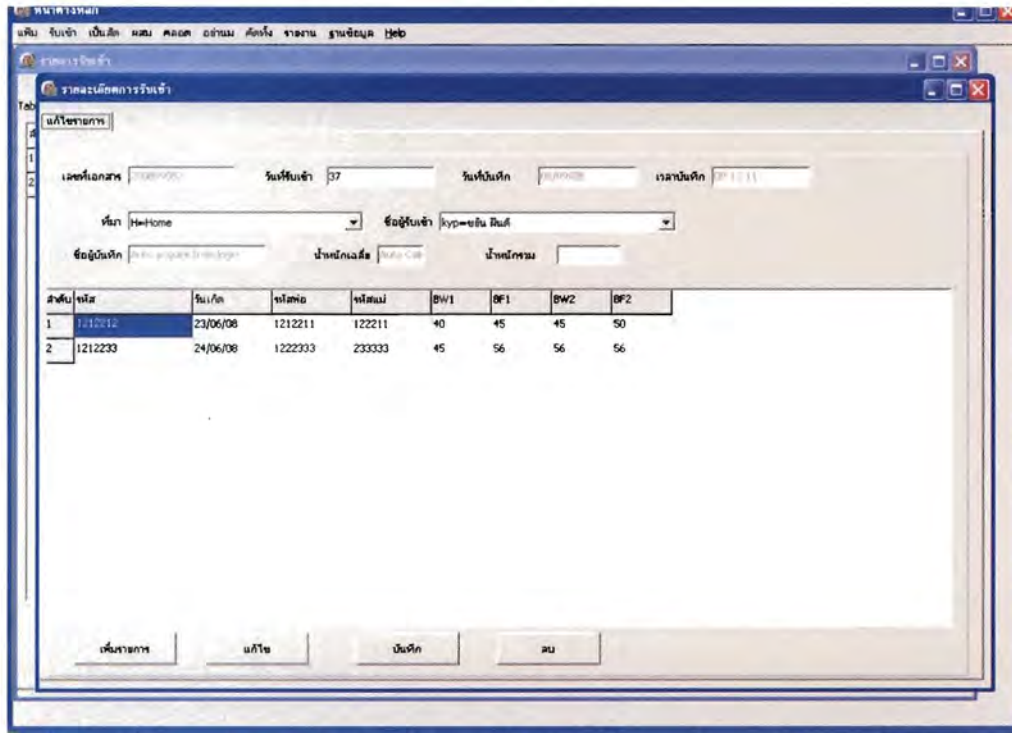 หน้าต่างหลัก
แฟ้ม รับเข้า เป็นสัด ผสม คลอด อย่านม คัดทิ้ง รายงาน ฐานข้อมูล Help
รายการรับเข้า
รายละเอียดการรับเข้า
Tab
แก้ไขรายการ
เลขที่เอกสาร วันที่รับเข้า 37 วันที่บันทึก เวลาบันทึก
ที่มา H=Home ชื่อผู้รับเข้า kyp=ขยัน
ชื่อผู้บันทึก น้ำหนักเฉลี่ย Auto Cal น้ำหนักรวม
ลำดับ รหัส วันเกิด รหัสพ่อ รหัสแม่ BW1 BF1 BW2 BF2
1 1212212 23/06/08 1212211 122211 40 45 45 50
2 1212233 24/06/08 1222333 233333 45 56 56 56
เพิ่มรายการ แก้ไข บันทึก ลบ